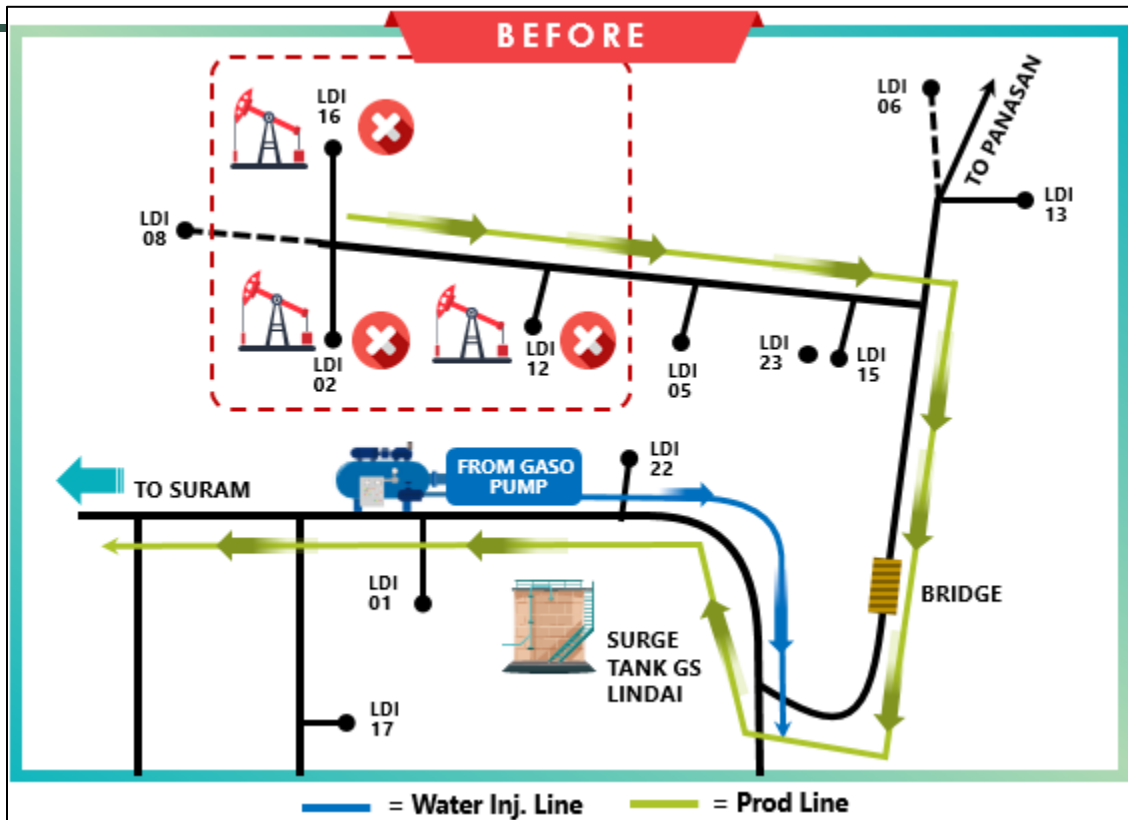 BEFORE
LDI
16
LDI
06
TO PANASAN
LDI
13
LDI
08
LDI
02
LDI
12
LDI
05
LDI
23
LDI
15
LDI
22
FROM GASO
PUMP
TO SURAM
LDI
01
BRIDGE
SURGE
TANK GS
LINDAI
LDI
17
= Water Inj. Line
= Prod Line